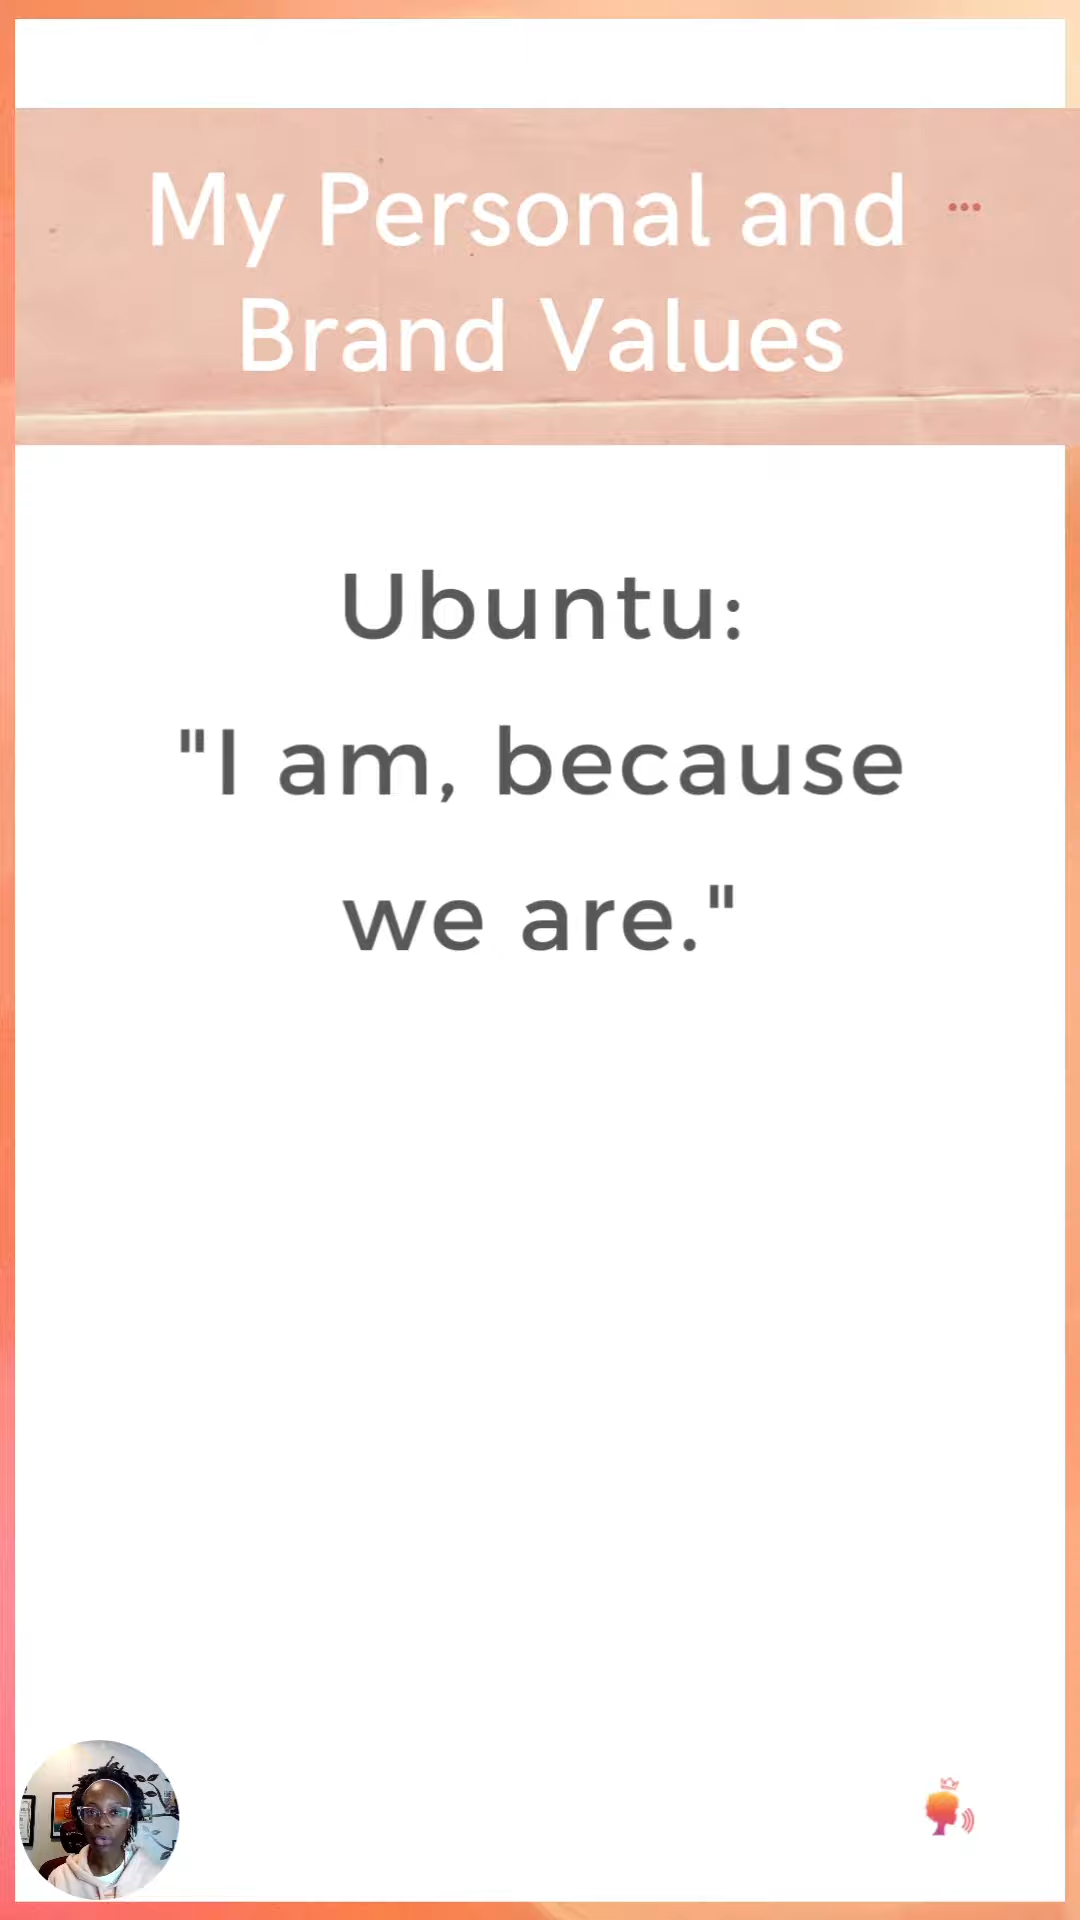 My Personal and
Brand Values
Ubuntu:
"I am, because
we are."